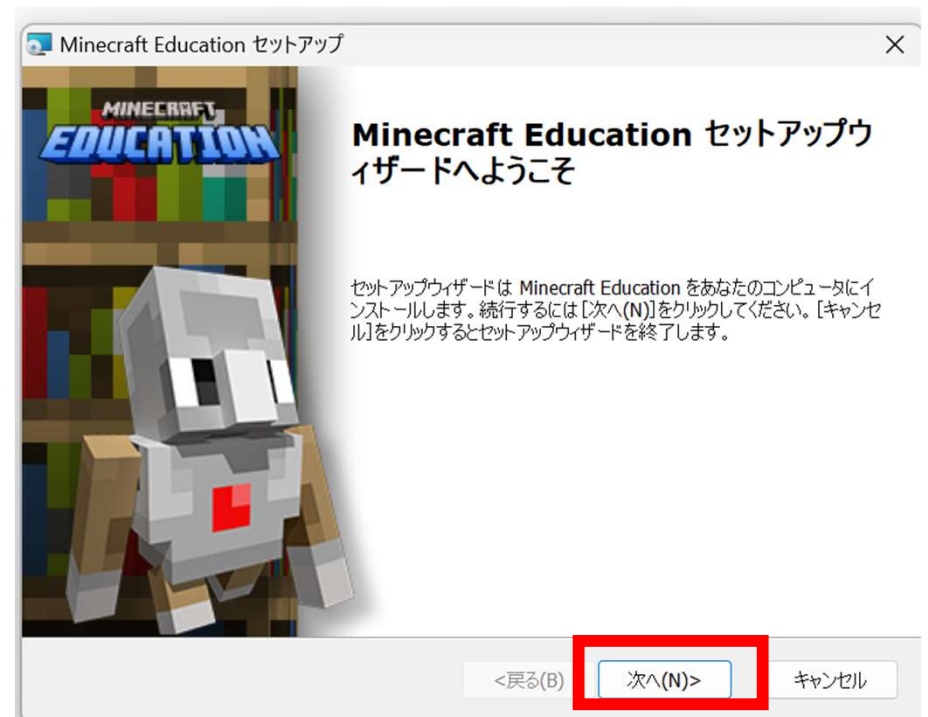 Minecraft Education セットアップ
MINECRAFT
EDUCATION
Minecraft Education セットアップウ
ィザードへようこそ
セットアップウィザードは Minecraft Education をあなたのコンピュータにイ
ンストールします。続行するには [次へ(N)]をクリックしてください。[キャンセ
ル]をクリックするとセットアップウィザードを終了します。
<戻る(B)
次へ(N)>
キャンセル